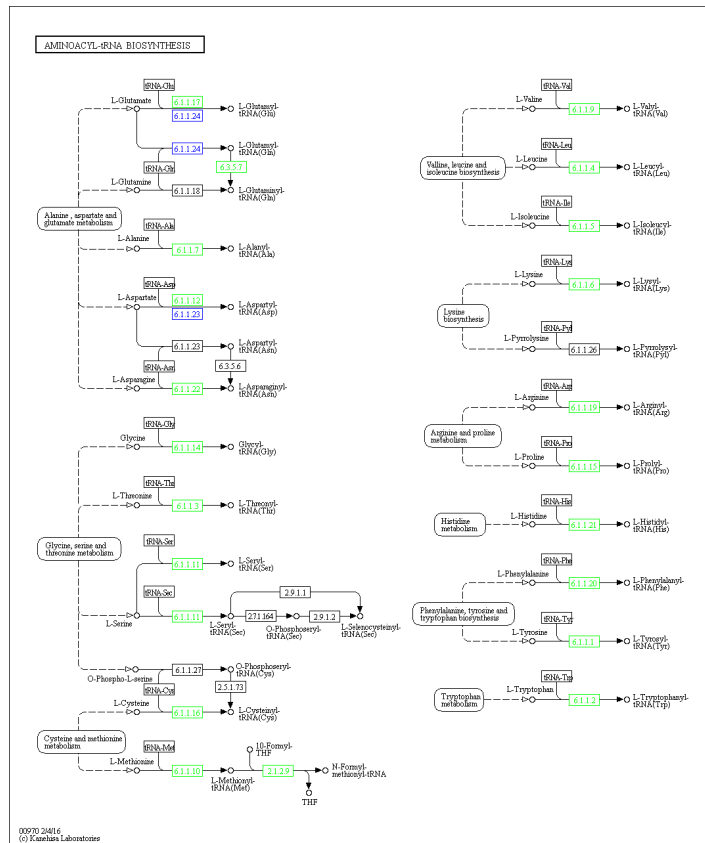 AMINOACYL-tRNA BIOSYNTHESIS
tRNA-Glu
L-Glutamate
6.1.1.17
6.1.1.24
L-Glutamyl-
tRNA(Glu)
6.1.1.24
L-Glutamyl-
tRNA(Gln)
tRNA-Gln
6.3.5.7
L-Glutamine
6.1.1.18
L-Glutaminyl-
tRNA(Gln)
Alanine , aspartate and
glutamate metabolism
tRNA-Ala
L-Alanine
6.1.1.7
L-Alanyl-
tRNA(Ala)
tRNA-Asp
L-Aspartate
6.1.1.12
6.1.1.23
L-Aspartyl-
tRNA(Asp)
6.1.1.23
L-Aspartyl-
tRNA(Asn)
tRNA-Asn
6.3.5.6
L-Asparagine
6.1.1.22
L-Asparaginyl-
tRNA(Asn)
tRNA-Gly
Glycine
6.1.1.14
Glycyl-
tRNA(Gly)
tRNA-Thr
L-Threonine
6.1.1.3
L-Threonyl-
tRNA(Thr)
Glycine, serine and
threonine metabolism
tRNA-Ser
6.1.1.11
L-Seryl-
tRNA(Ser)
tRNA-Sec
L-Serine
6.1.1.11
L-Seryl-
tRNA(Sec)
2.9.1.1
2.7.1.164
O-Phosphoseryl-
tRNA(Sec)
2.9.1.2
L-Selenocysteinyl-
tRNA(Sec)
O-Phospho-L-serine
6.1.1.27
O-Phosphoseryl-
tRNA(Cys)
tRNA-Cys
2.5.1.73
L-Cysteine
6.1.1.16
L-Cysteinyl-
tRNA(Cys)
Cysteine and methionine
metabolism
tRNA-Met
L-Methionine
6.1.1.10
L-Methionyl-
tRNA(Met)
10-Formyl-
THF
2.1.2.9
N-Formyl-
methionyl-tRNA
THF
tRNA-Val
L-Valine
6.1.1.9
L-Valyl-
tRNA(Val)
tRNA-Leu
Valline, leucine and
isoleucine biosynthesis
L-Leucine
6.1.1.4
L-Leucyl-
tRNA(Leu)
tRNA-Ile
L-Isoleucine
6.1.1.5
L-Isoleucyl-
tRNA(Ile)
tRNA-Lys
L-Lysine
6.1.1.6
L-Lysyl-
tRNA(Lys)
Lysine
biosynthesis
tRNA-Pyl
L-Pyrrolysine
6.1.1.26
L-Pyrrolysyl-
tRNA(Pyl)
tRNA-Arg
L-Arginine
6.1.1.19
L-Arginyl-
tRNA(Arg)
Arginine and proline
metabolism
tRNA-Pro
L-Proline
6.1.1.15
L-Prolyl-
tRNA(Pro)
tRNA-His
L-Histidine
6.1.1.21
L-Histidyl-
tRNA(His)
Histidine
metabolism
tRNA-Phe
L-Phenylalanine
6.1.1.20
L-Phenylalanyl-
tRNA(Phe)
Phenylalanine, tyrosine and
tryptophan biosynthesis
tRNA-Tyr
L-Tyrosine
6.1.1.1
L-Tyrosyl-
tRNA(Tyr)
tRNA-Trp
L-Tryptophan
6.1.1.2
L-Tryptophanyl-
tRNA(Trp)
Tryptophan
metabolism
00970 2/4/16
(c) Kanehisa Laboratories